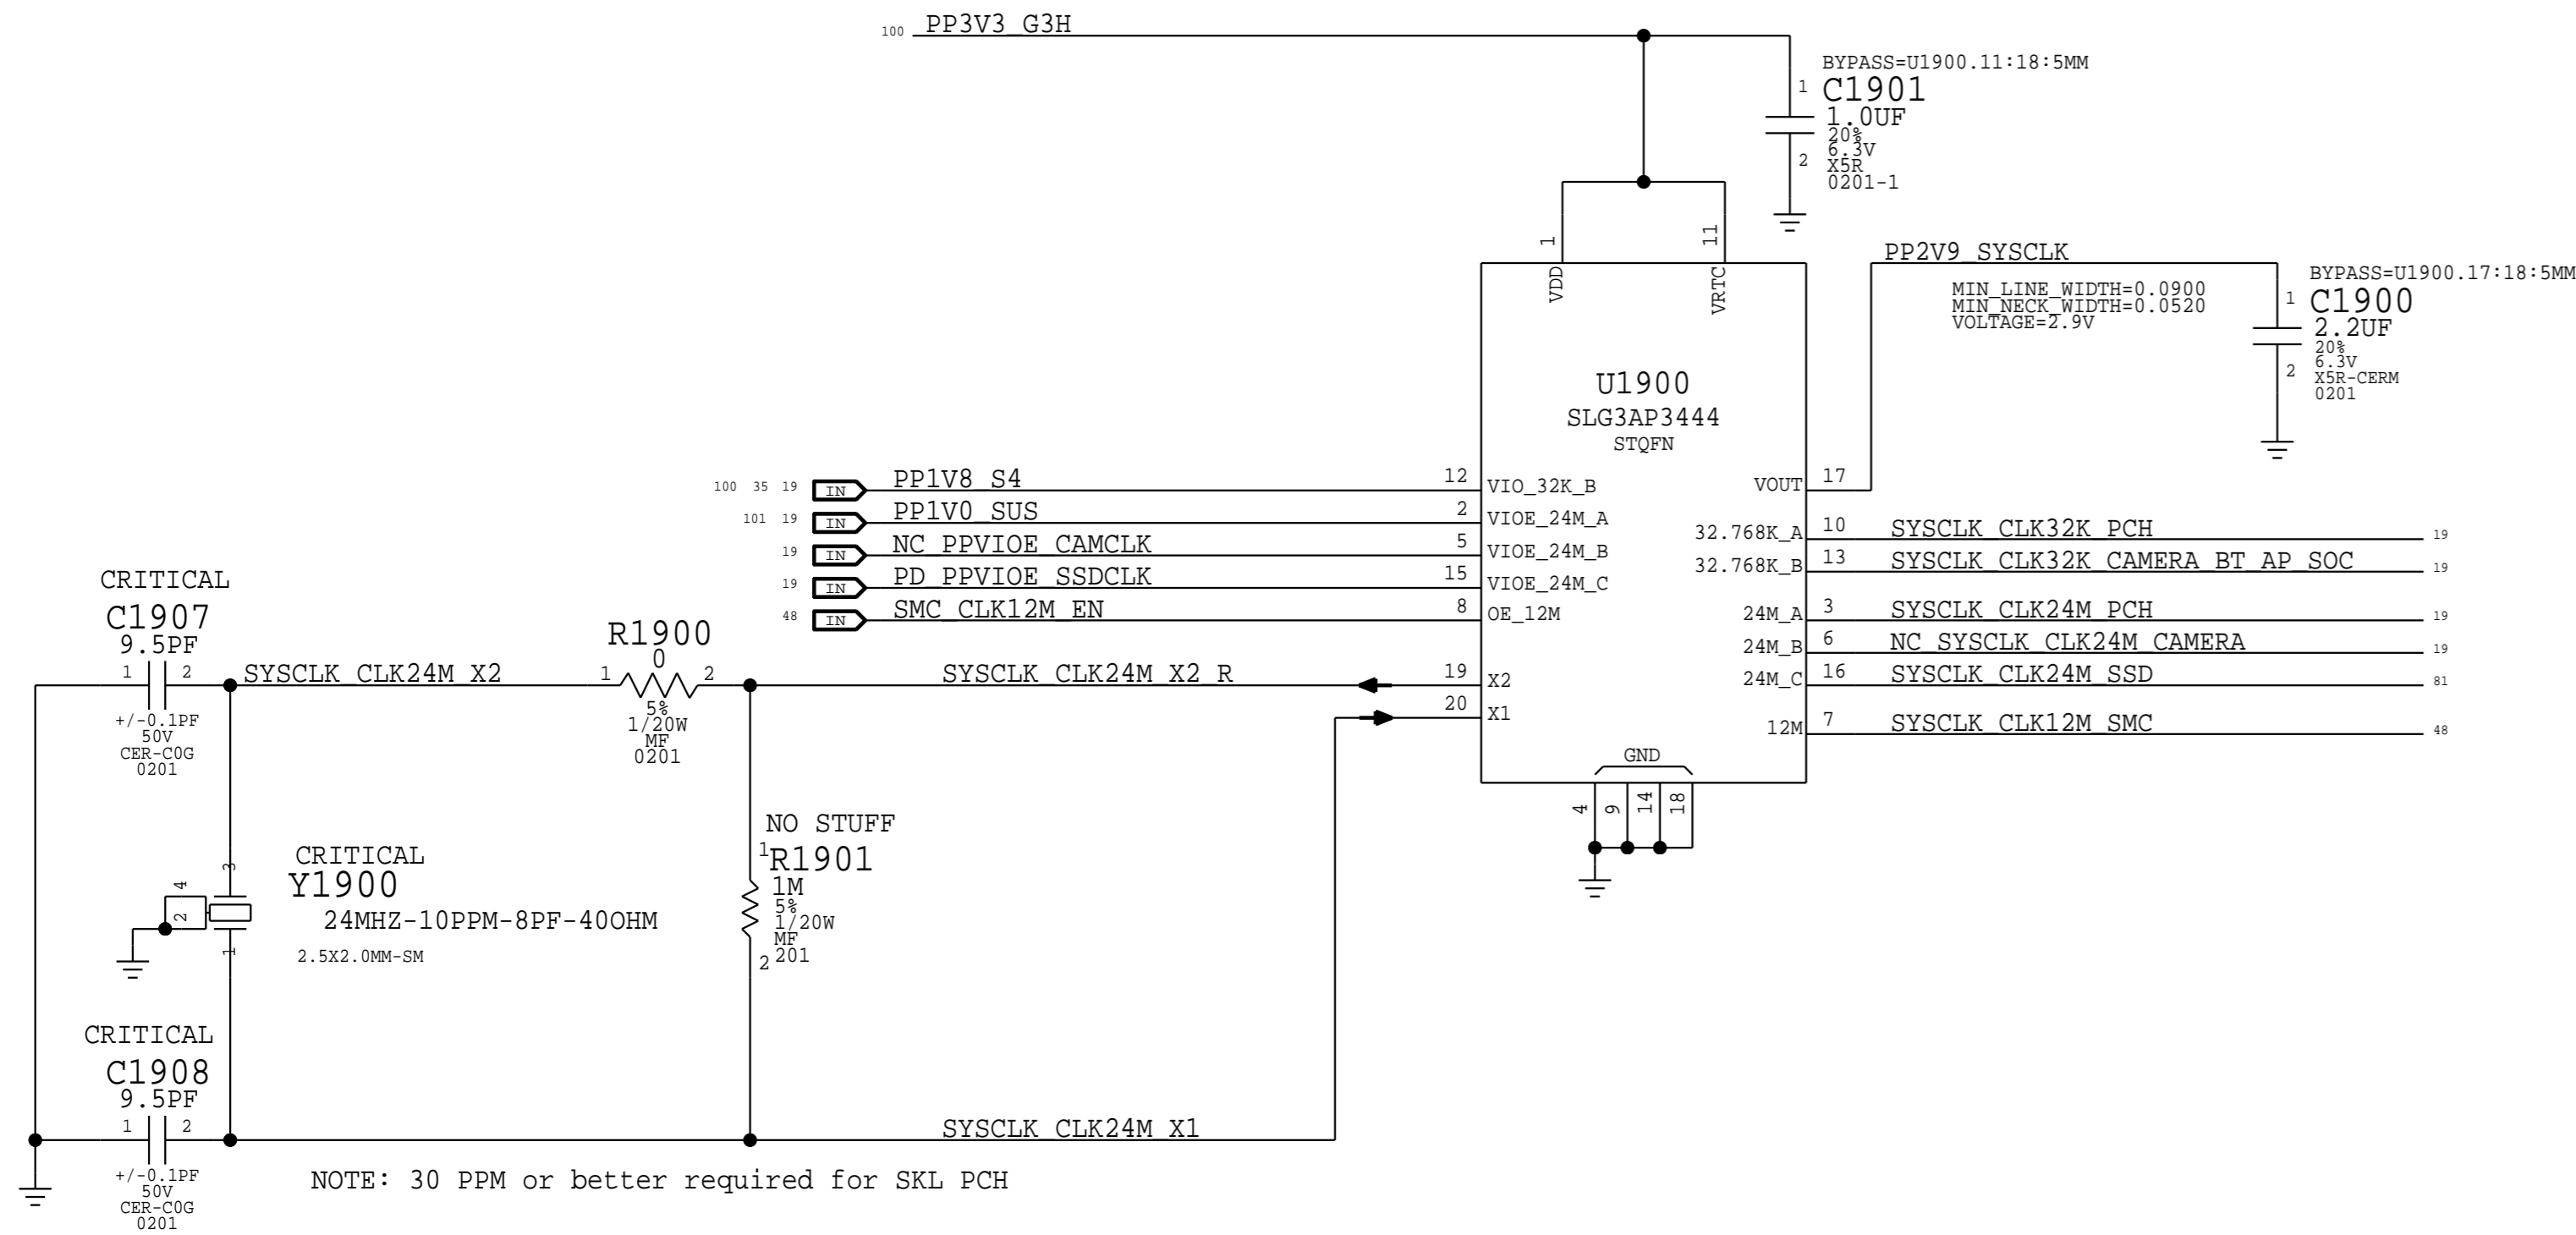 100 PP3V3_G3H
BYPASS=U1900.11:18:5MM
1 C1901
1.0UF
20%
6.3V
2 X5R
0201-1
1 11
VDD VRTC
PP2V9_SYSCLK
MIN_LINE_WIDTH=0.0900
MIN_NECK_WIDTH=0.0520
VOLTAGE=2.9V
BYPASS=U1900.17:18:5MM
1 C1900
2.2UF
20%
6.3V
2 X5R-CERM
0201
U1900
SLG3AP3444
STQFN
100 35 19 IN PP1V8_S4 12 VIO_32K_B
101 19 IN PP1V0_SUS 2 VIOE_24M_A
19 IN NC_PPVIOE_CAMCLK 5 VIOE_24M_B
19 IN PD_PPVIOE_SSDCLK 15 VIOE_24M_C
48 IN SMC_CLK12M_EN 8 OE_12M
VOUT 17
32.768K_A 10 SYSCLK_CLK32K_PCH 19
32.768K_B 13 SYSCLK_CLK32K_CAMERA_BT_AP_SOC 19
24M_A 3 SYSCLK_CLK24M_PCH 19
24M_B 6 NC_SYSCLK_CLK24M_CAMERA 19
24M_C 16 SYSCLK_CLK24M_SSD 81
12M 7 SYSCLK_CLK12M_SMC 48
CRITICAL
C1907
9.5PF
1 2 SYSCLK_CLK24M_X2
+/-0.1PF
50V
CER-C0G
0201
R1900
0
1 2 SYSCLK_CLK24M_X2_R 19 X2
5%
1/20W
MF
0201
20 X1
GND
4 9 14 18
NO STUFF
1 R1901
1M
5%
1/20W
MF
2 201
CRITICAL
Y1900
24MHZ-10PPM-8PF-40OHM
2.5X2.0MM-SM
3
4
2
1
CRITICAL
C1908
9.5PF
1 2 SYSCLK_CLK24M_X1
+/-0.1PF
50V
CER-C0G
0201
NOTE: 30 PPM or better required for SKL PCH